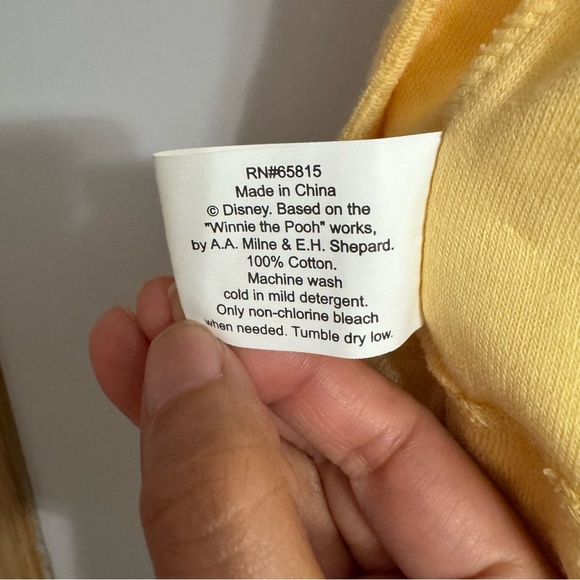 RN#65815
Made in China
© Disney. Based on the
"Winnie the Pooh" works,
by A.A. Milne & E.H. Shepard.
100% Cotton.
Machine wash
cold in mild detergent.
Only non-chlorine bleach
when needed. Tumble dry low.